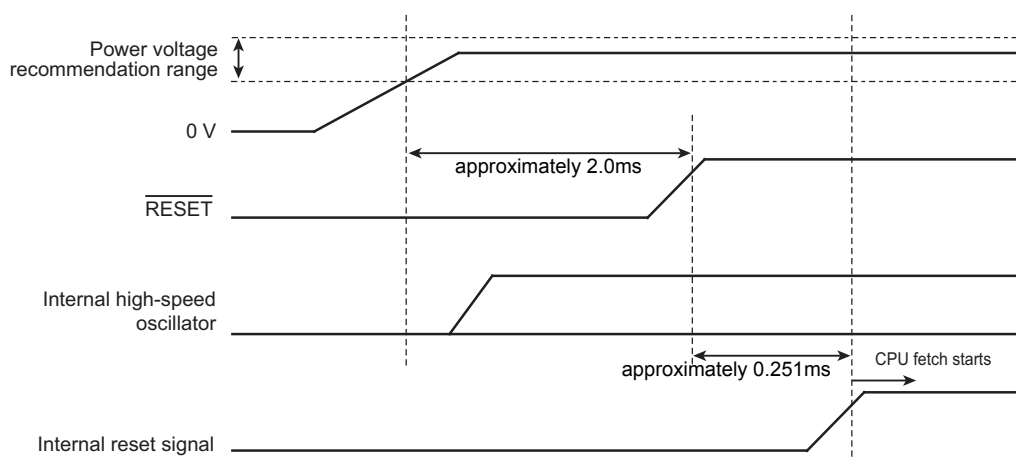 Power voltage
recommendation range
0 V
approximately 2.0ms
RESET
Internal high-speed
oscillator
approximately 0.251ms
CPU fetch starts
Internal reset signal